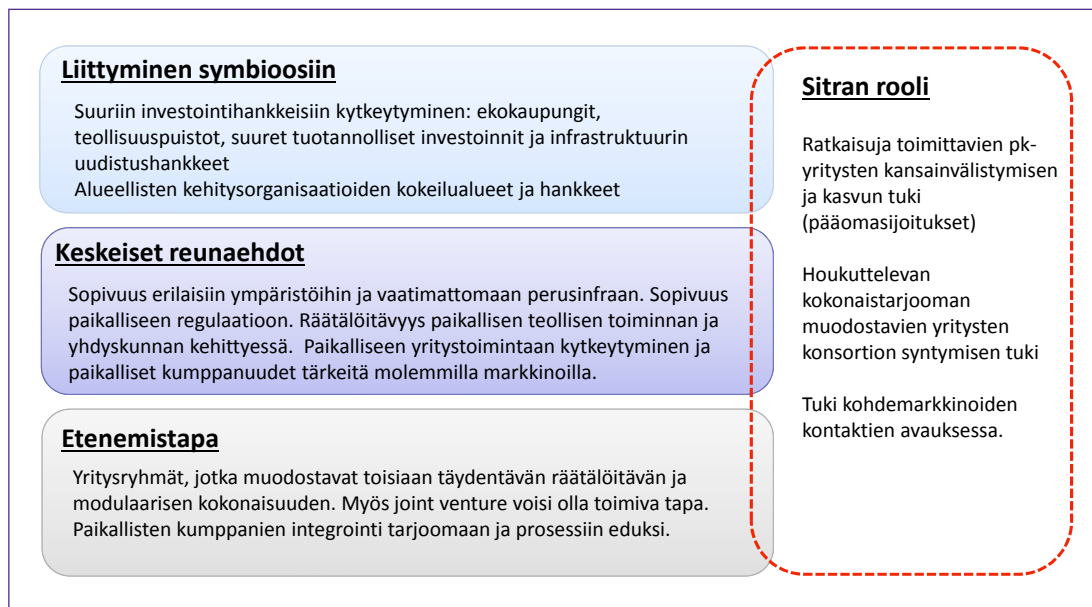 Liittyminen symbioosiin
Suuriin investointihankkeisiin kytkeytyminen: ekokaupungit,
teollisuuspuistot, suuret tuotannolliset investoinnit ja infrastruktuurin
uudistushankkeet
Alueellisten kehitysorganisaatioiden kokeilualueet ja hankkeet
Keskeiset reunaehdot
Sopivuus erilaisiin ympäristöihin ja vaatimattomaan perusinfraan. Sopivuus
paikalliseen regulaatioon. Räätälöitävyys paikallisen teollisen toiminnan ja
yhdyskunnan kehittyessä.  Paikalliseen yritystoimintaan kytkeytyminen ja
paikalliset kumppanuudet tärkeitä molemmilla markkinoilla.
Etenemistapa
Yritysryhmät, jotka muodostavat toisiaan täydentävän räätälöitävän ja
modulaarisen kokonaisuuden. Myös joint venture voisi olla toimiva tapa.
Paikallisten kumppanien integrointi tarjoomaan ja prosessiin eduksi.
Sitran rooli
Ratkaisuja toimittavien pk-
yritysten kansainvälistymisen
ja kasvun tuki
(pääomasijoitukset)
Houkuttelevan
kokonaistarjooman
muodostavien yritysten
konsortion syntymisen tuki
Tuki kohdemarkkinoiden
kontaktien avauksessa.